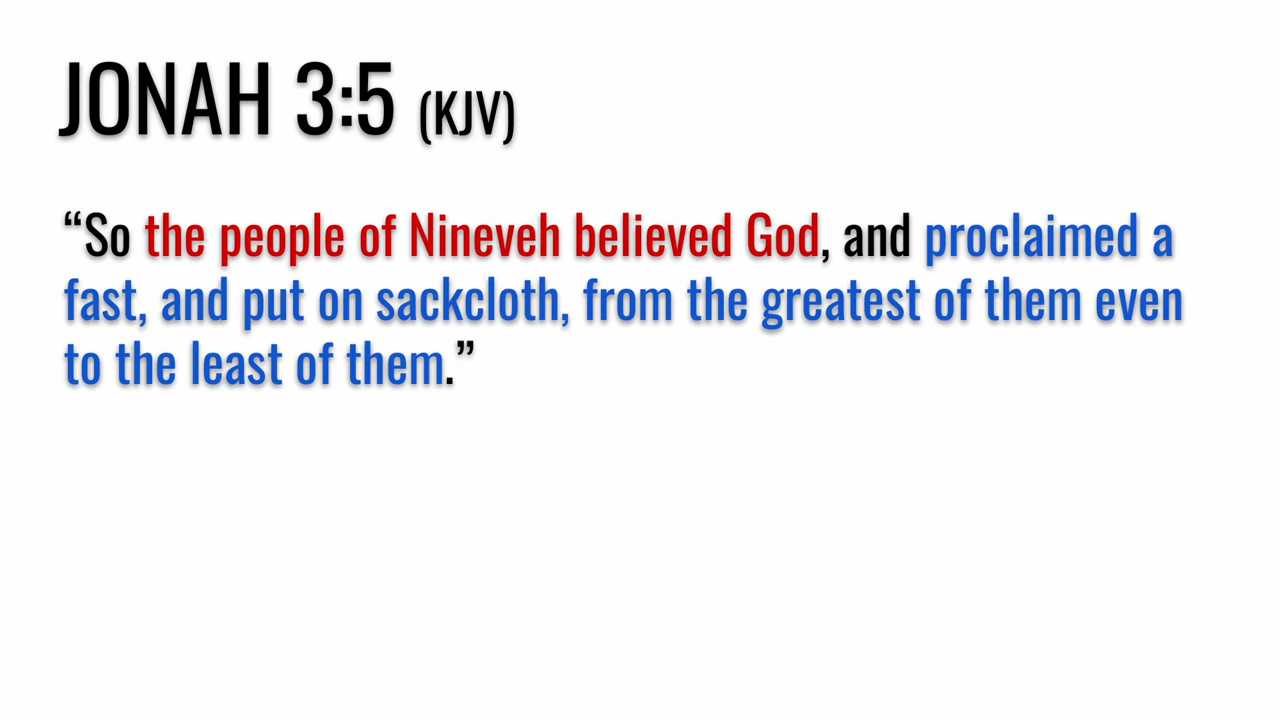 JONAH 3:5 (KJV)
“So the people of Nineveh believed God, and proclaimed a
fast, and put on sackcloth, from the greatest of them even
to the least of them.”